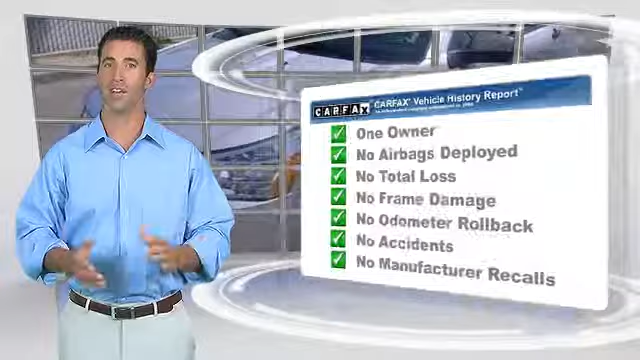 CARFAX CARFAX® Vehicle History Report™
One Owner
No Airbags Deployed
No Total Loss
No Frame Damage
No Odometer Rollback
No Accidents
No Manufacturer Recalls